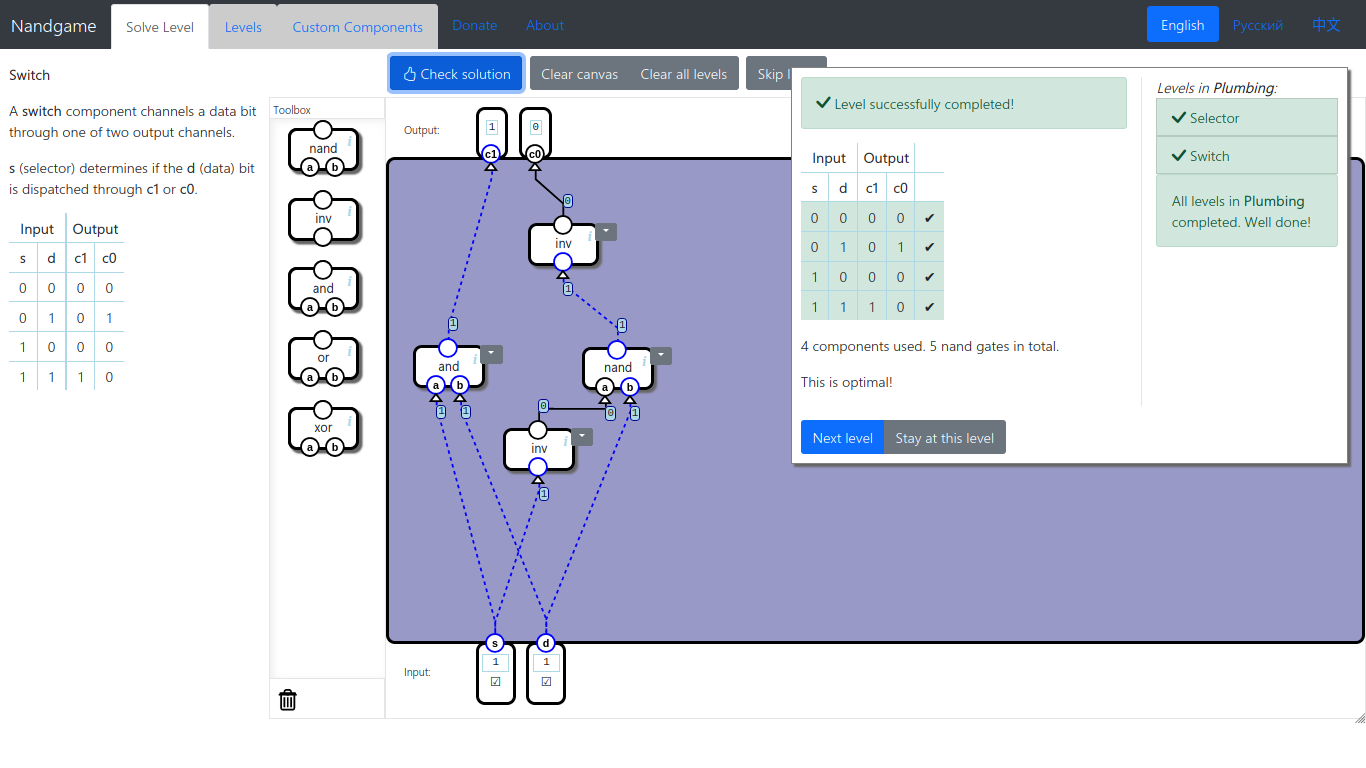 Nandgame Solve Level Levels Custom Components Donate About English Русский 中文
Switch
A switch component channels a data bit
through one of two output channels.
s (selector) determines if the d (data) bit
is dispatched through c1 or c0.
Input Output
s d c1 c0
0 0 0 0
0 1 0 1
1 0 0 0
1 1 1 0
Check solution Clear canvas Clear all levels Skip l
Toolbox
nand i
a b
inv i
and i
a b
or i
a b
xor i
a b
Output: 1 0
c1 c0
0
inv i
1
1 1
and i
a b
1 1
nand i
a b
0 0 1
inv i
1
s d
Input: 1 1
Level successfully completed!
Input Output
s d c1 c0
0 0 0 0 ✔
0 1 0 1 ✔
1 0 0 0 ✔
1 1 1 0 ✔
4 components used. 5 nand gates in total.
This is optimal!
Next level Stay at this level
Levels in Plumbing:
Selector
Switch
All levels in Plumbing
completed. Well done!